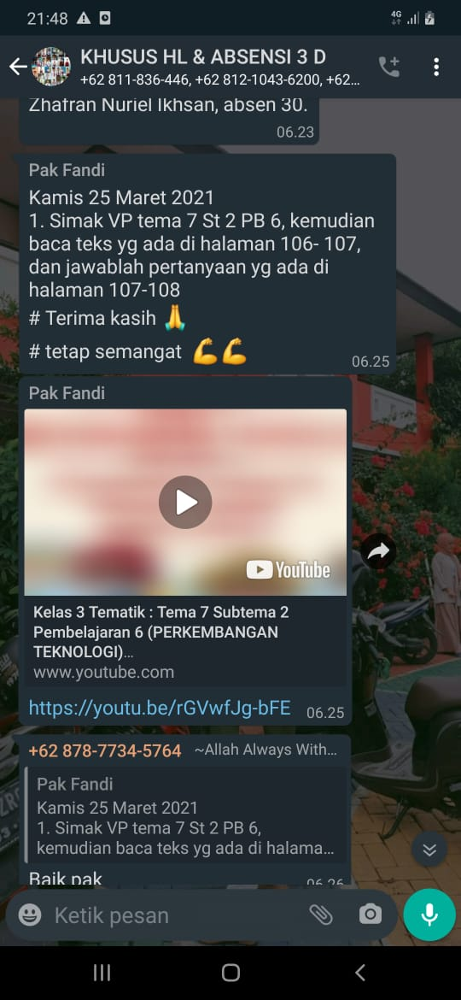 21:48
4G
KHUSUS HL & ABSENSI 3 D
+62 811-836-446, +62 812-1043-6200, +62...
Zhafran Nuriel Ikhsan, absen 30.
06.23
Pak Fandi
Kamis 25 Maret 2021
1. Simak VP tema 7 St 2 PB 6, kemudian
baca teks yg ada di halaman 106- 107,
dan jawablah pertanyaan yg ada di
halaman 107-108
# Terima kasih 🙏
# tetap semangat 💪💪
06.25
Pak Fandi
YouTube
Kelas 3 Tematik : Tema 7 Subtema 2
Pembelajaran 6 (PERKEMBANGAN
TEKNOLOGI)...
www.youtube.com
https://youtu.be/rGVwfJg-bFE 06.25
+62 878-7734-5764 ~Allah Always With...
Pak Fandi
Kamis 25 Maret 2021
1. Simak VP tema 7 St 2 PB 6,
kemudian baca teks yg ada di halama...
Baik pak 06.26
Ketik pesan